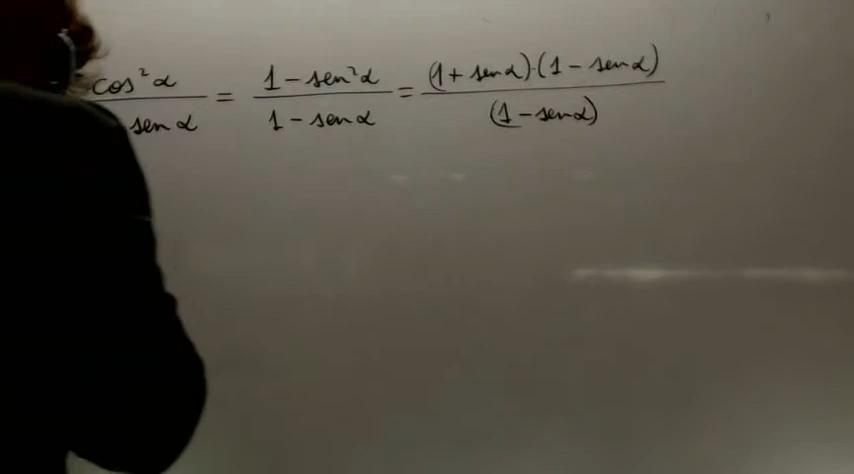 cos²α / sen α = 1 - sen²α / 1 - sen α = (1 + sen α)·(1 - sen α) / (1 - sen α)